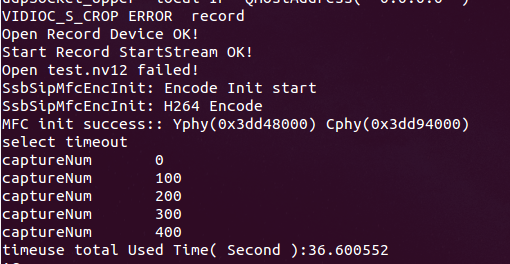 local IP QHostAddress( "0.0.0.0" )
VIDIOC_S_CROP ERROR  record
Open Record Device OK!
Start Record StartStream OK!
Open test.nv12 failed!
SsbSipMfcEncInit: Encode Init start
SsbSipMfcEncInit: H264 Encode
MFC init success:: Yphy(0x3dd48000) Cphy(0x3dd94000)
select timeout
captureNum       0
captureNum       100
captureNum       200
captureNum       300
captureNum       400
timeuse total Used Time( Second ):36.600552